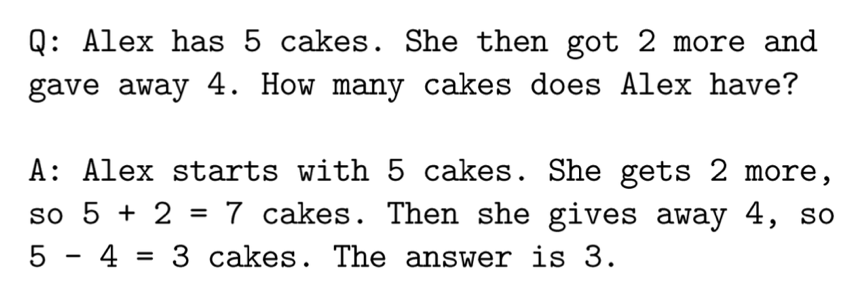 Q: Alex has 5 cakes. She then got 2 more and
gave away 4. How many cakes does Alex have?
A: Alex starts with 5 cakes. She gets 2 more,
so 5 + 2 = 7 cakes. Then she gives away 4, so
5 - 4 = 3 cakes. The answer is 3.